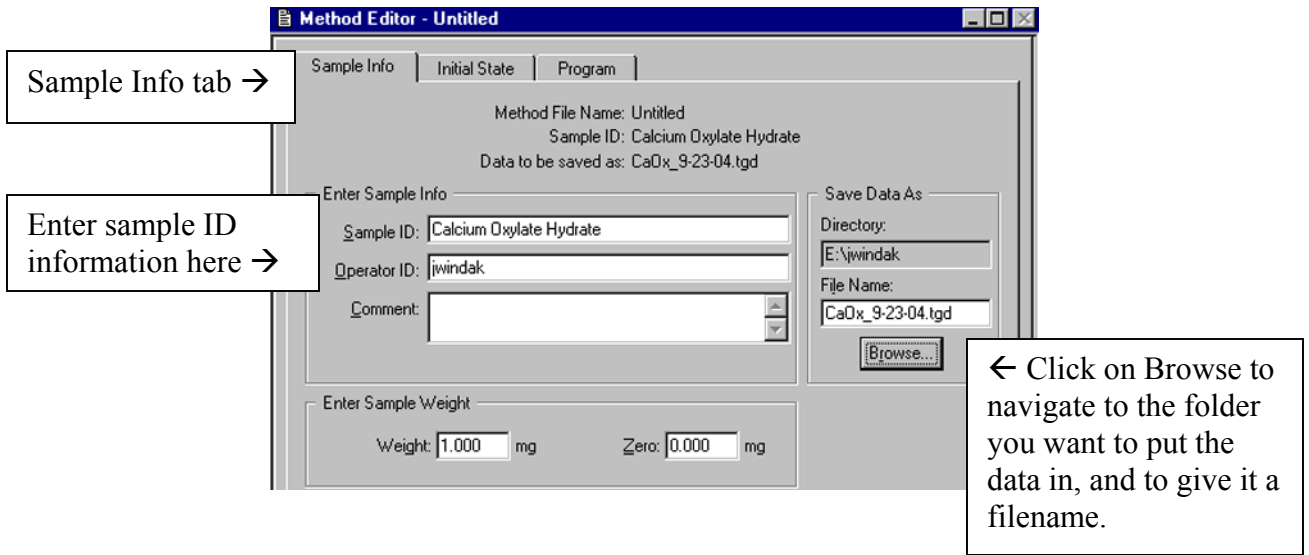 Method Editor - Untitled
Sample Info tab →
Sample Info
Initial State
Program
Method File Name: Untitled
Sample ID: Calcium Oxylate Hydrate
Data to be saved as: CaOx_9-23-04.tgd
Enter sample ID
information here →
Enter Sample Info
Sample ID: Calcium Oxylate Hydrate
Operator ID: jwindak
Comment:
Save Data As
Directory:
E:\jwindak
File Name:
CaOx_9-23-04.tgd
Browse...
← Click on Browse to
navigate to the folder
you want to put the
data in, and to give it a
filename.
Enter Sample Weight
Weight: 1.000 mg
Zero: 0.000 mg